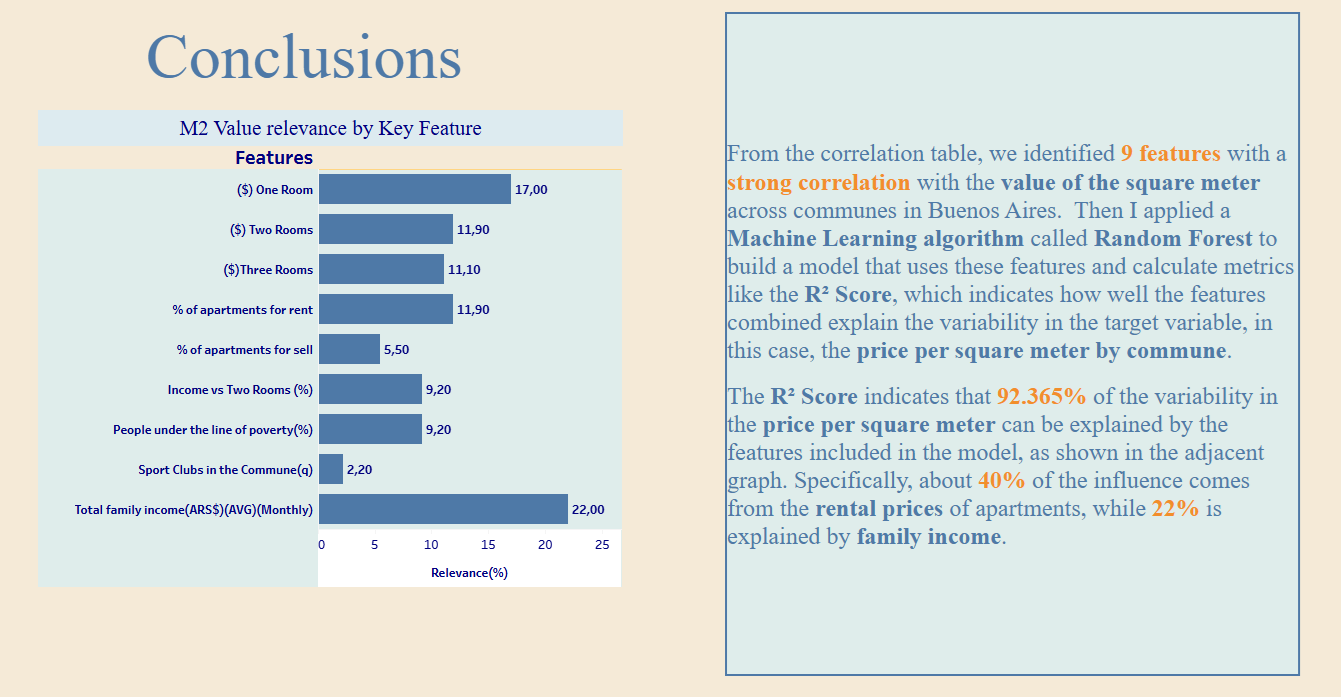 Conclusions
M2 Value relevance by Key Feature
Features
($) One Room 17,00
($) Two Rooms 11,90
($)Three Rooms 11,10
% of apartments for rent 11,90
% of apartments for sell 5,50
Income vs Two Rooms (%) 9,20
People under the line of poverty(%) 9,20
Sport Clubs in the Commune(q) 2,20
Total family income(ARS$)(AVG)(Monthly) 22,00
0 5 10 15 20 25
Relevance(%)
From the correlation table, we identified 9 features with a
strong correlation with the value of the square meter
across communes in Buenos Aires. Then I applied a
Machine Learning algorithm called Random Forest to
build a model that uses these features and calculate metrics
like the R² Score, which indicates how well the features
combined explain the variability in the target variable, in
this case, the price per square meter by commune.
The R² Score indicates that 92.365% of the variability in
the price per square meter can be explained by the
features included in the model, as shown in the adjacent
graph. Specifically, about 40% of the influence comes
from the rental prices of apartments, while 22% is
explained by family income.